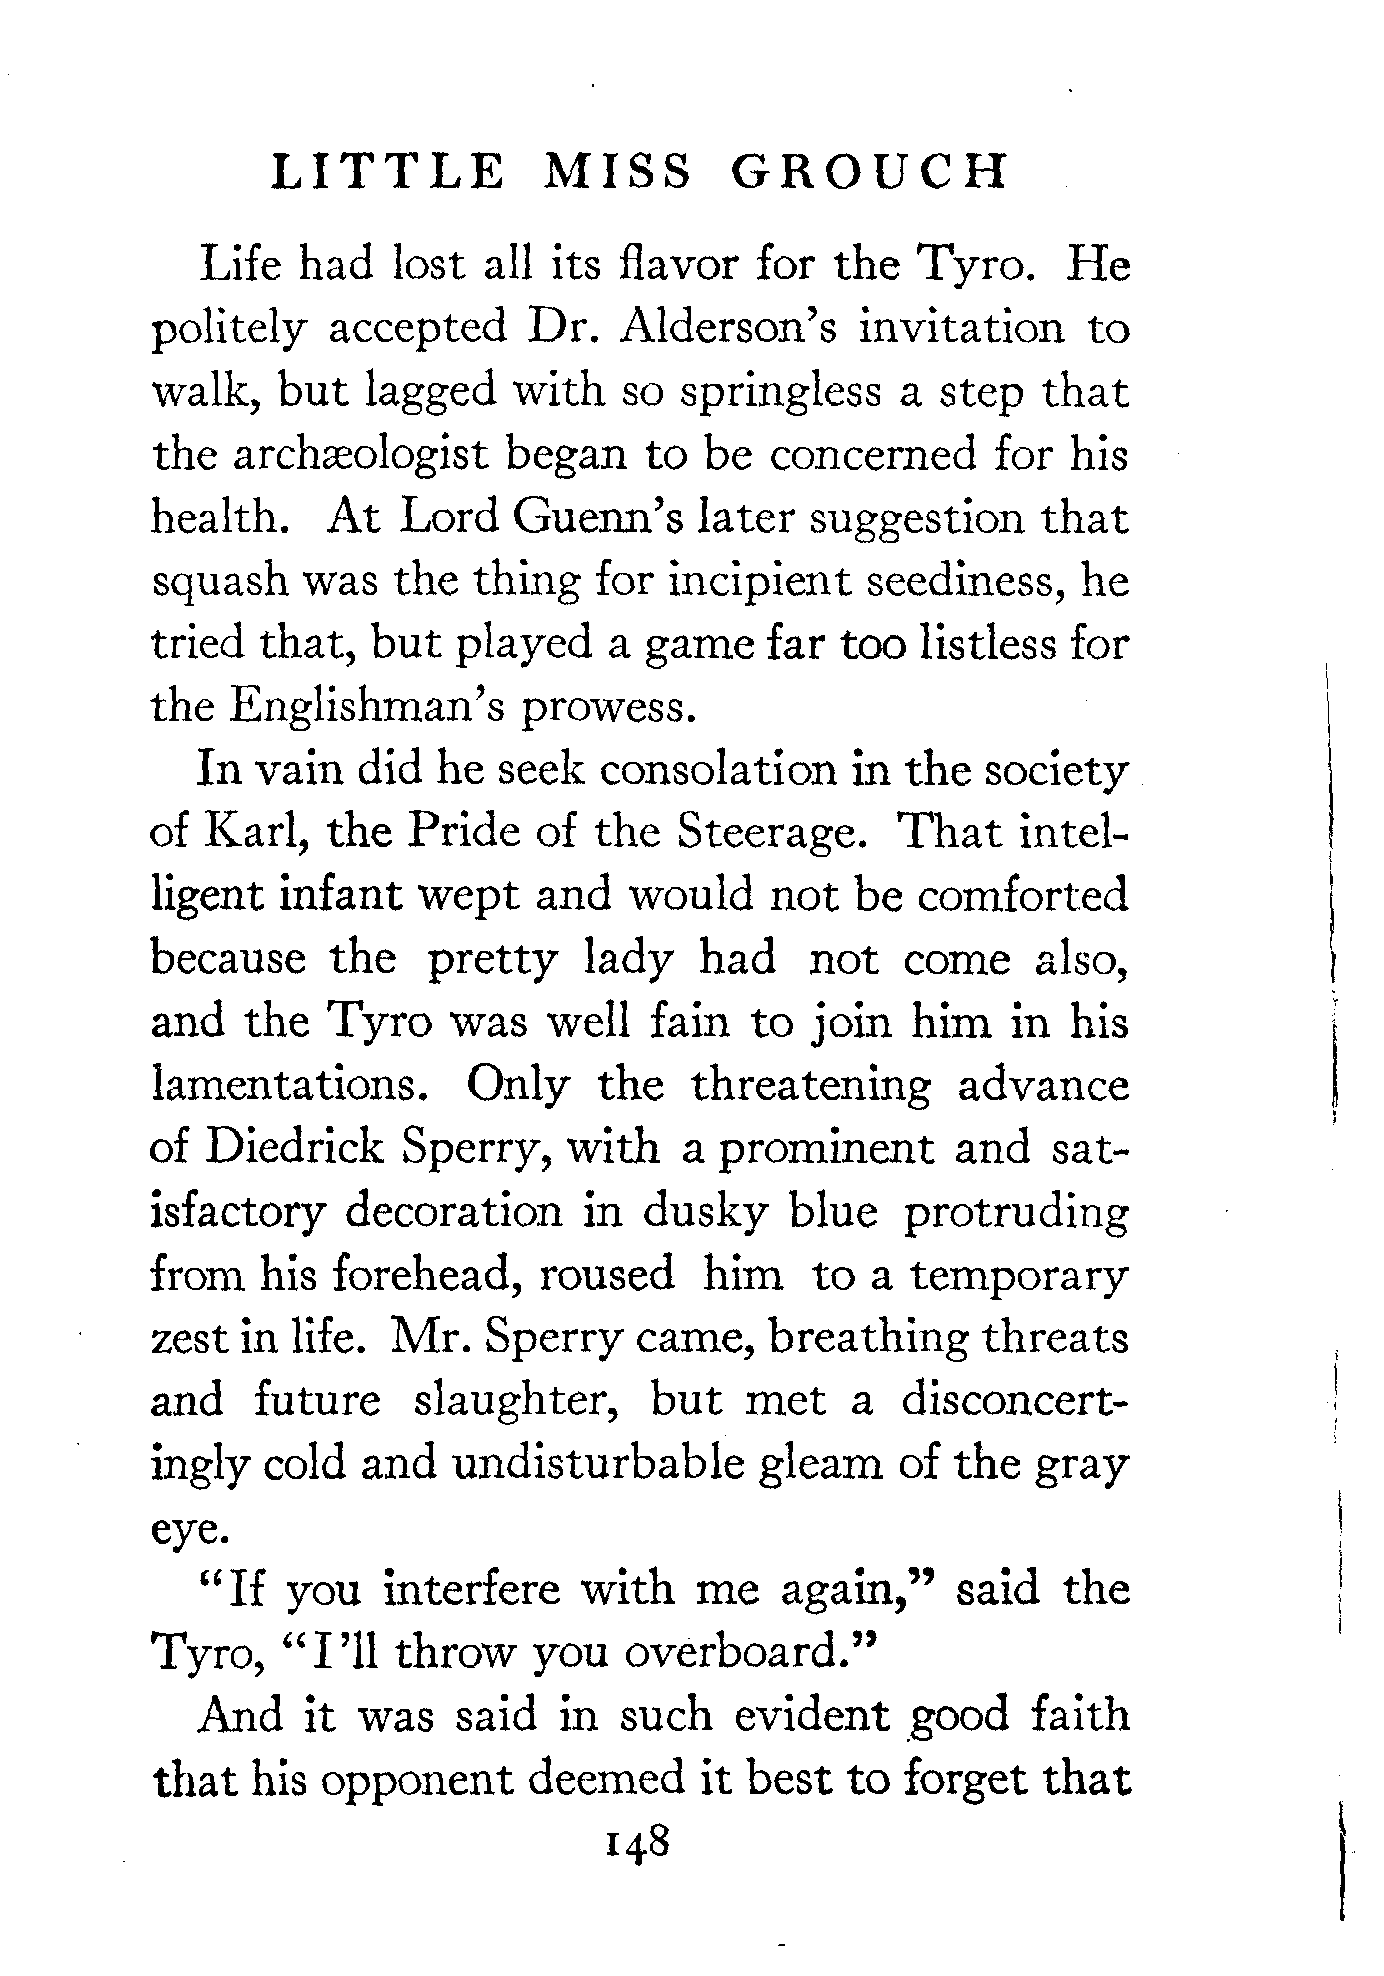 LITTLE MISS GROUCH
Life had lost all its flavor for the Tyro. He
politely accepted Dr. Alderson's invitation to
walk, but lagged with so springless a step that
the archæologist began to be concerned for his
health. At Lord Guenn's later suggestion that
squash was the thing for incipient seediness, he
tried that, but played a game far too listless for
the Englishman's prowess.
In vain did he seek consolation in the society
of Karl, the Pride of the Steerage. That intel-
ligent infant wept and would not be comforted
because the pretty lady had not come also,
and the Tyro was well fain to join him in his
lamentations. Only the threatening advance
of Diedrick Sperry, with a prominent and sat-
isfactory decoration in dusky blue protruding
from his forehead, roused him to a temporary
zest in life. Mr. Sperry came, breathing threats
and future slaughter, but met a disconcert-
ingly cold and undisturbable gleam of the gray
eye.
"If you interfere with me again," said the
Tyro, "I'll throw you overboard."
And it was said in such evident good faith
that his opponent deemed it best to forget that
148